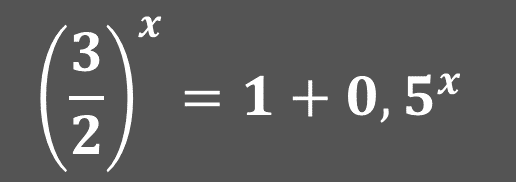 (3/2)^x = 1 + 0,5^x